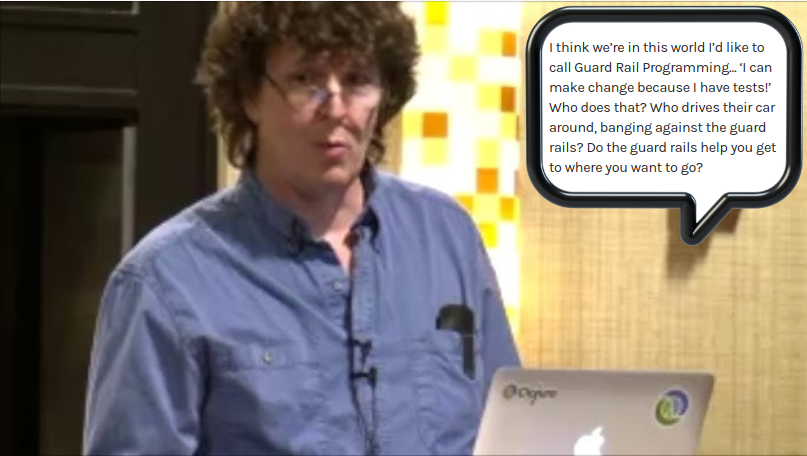 I think we’re in this world I’d like to
call Guard Rail Programming... ‘I can
make change because I have tests!’
Who does that? Who drives their car
around, banging against the guard
rails? Do the guard rails help you get
to where you want to go?